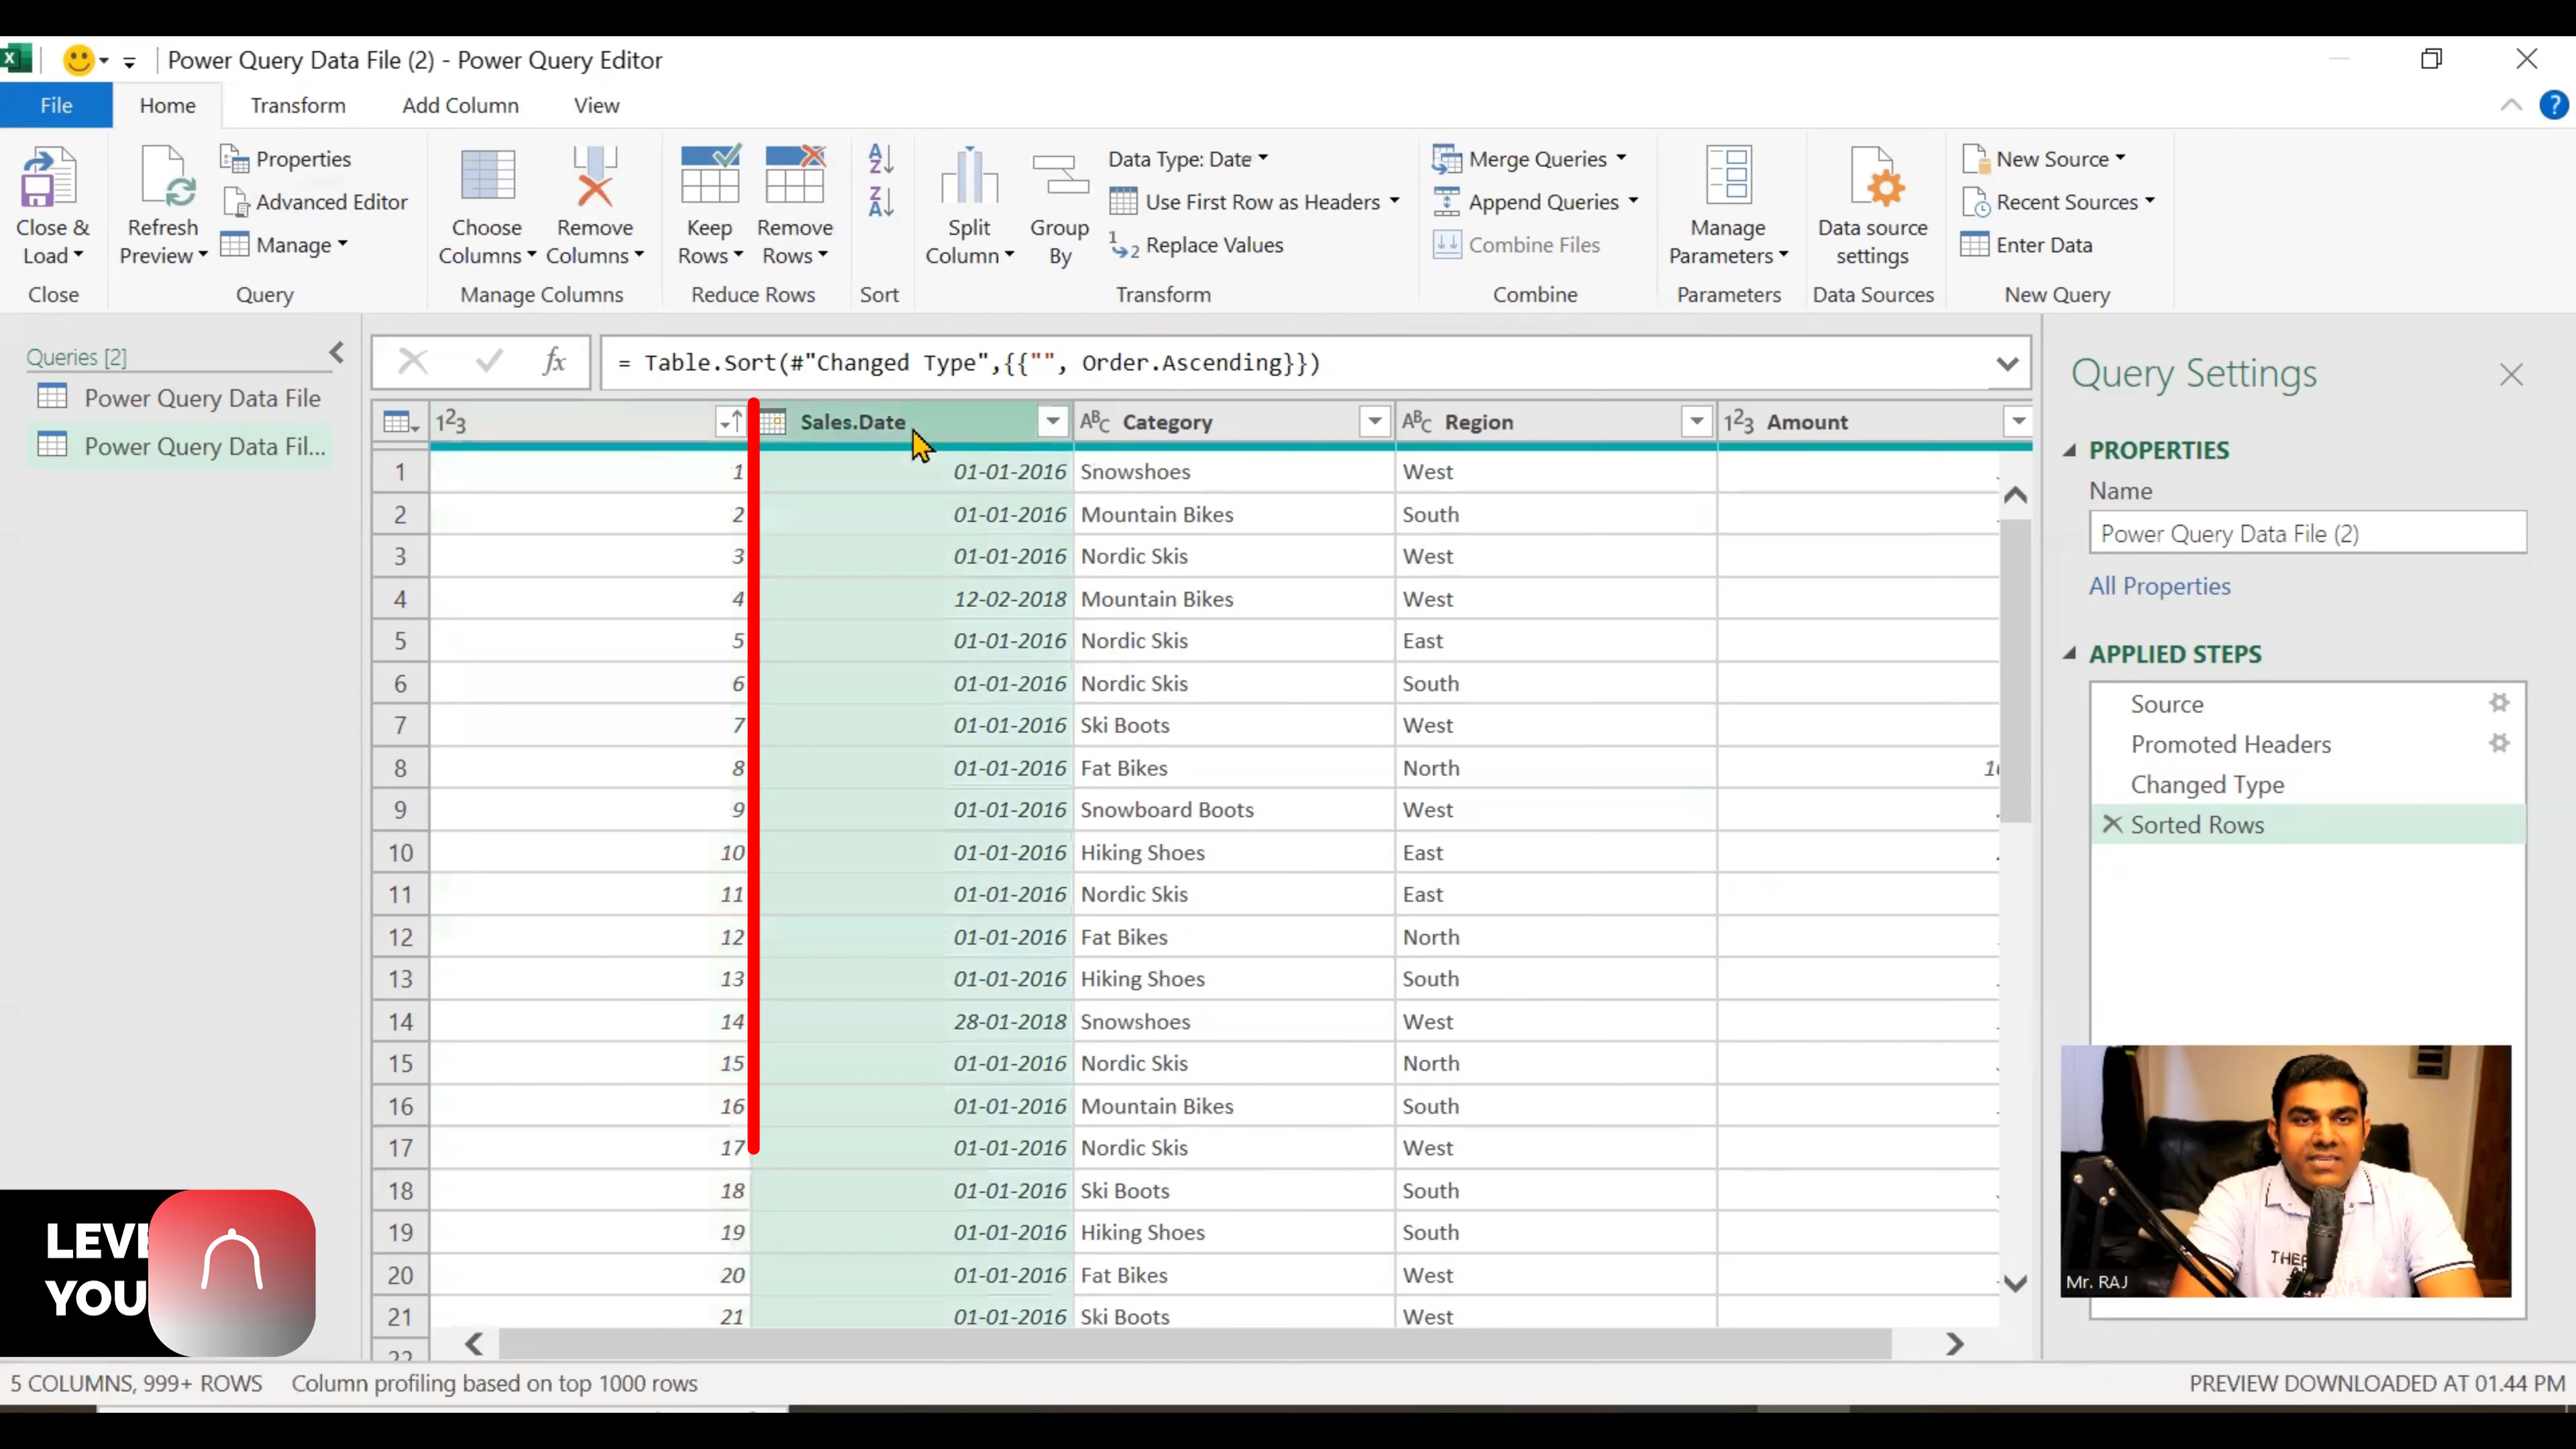 Power Query Data File (2) - Power Query Editor
File Home Transform Add Column View
Close & Load
Close
Refresh Preview
Properties
Advanced Editor
Manage
Query
Choose Columns
Remove Columns
Manage Columns
Keep Rows
Remove Rows
Reduce Rows
Sort
Split Column
Group By
Data Type: Date
Use First Row as Headers
Replace Values
Transform
Merge Queries
Append Queries
Combine Files
Combine
Manage Parameters
Parameters
Data source settings
Data Sources
New Source
Recent Sources
Enter Data
New Query
Queries [2]
Power Query Data File
Power Query Data Fil...
fx = Table.Sort(#"Changed Type",{{"", Order.Ascending}})
123 Sales.Date ABC Category ABC Region 123 Amount
1 1 01-01-2016 Snowshoes West
2 2 01-01-2016 Mountain Bikes South
3 3 01-01-2016 Nordic Skis West
4 4 12-02-2018 Mountain Bikes West
5 5 01-01-2016 Nordic Skis East
6 6 01-01-2016 Nordic Skis South
7 7 01-01-2016 Ski Boots West
8 8 01-01-2016 Fat Bikes North
9 9 01-01-2016 Snowboard Boots West
10 10 01-01-2016 Hiking Shoes East
11 11 01-01-2016 Nordic Skis East
12 12 01-01-2016 Fat Bikes North
13 13 01-01-2016 Hiking Shoes South
14 14 28-01-2018 Snowshoes West
15 15 01-01-2016 Nordic Skis North
16 16 01-01-2016 Mountain Bikes South
17 17 01-01-2016 Nordic Skis West
18 18 01-01-2016 Ski Boots South
19 19 01-01-2016 Hiking Shoes South
20 20 01-01-2016 Fat Bikes West
21 21 01-01-2016 Ski Boots West
22
Query Settings
PROPERTIES
Name
Power Query Data File (2)
All Properties
APPLIED STEPS
Source
Promoted Headers
Changed Type
Sorted Rows
Mr. RAJ
5 COLUMNS, 999+ ROWS Column profiling based on top 1000 rows
PREVIEW DOWNLOADED AT 01.44 PM